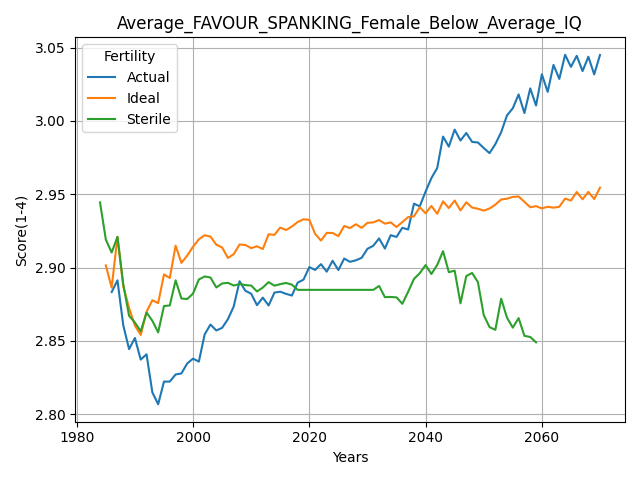 Average_FAVOUR_SPANKING_Female_Below_Average_IQ
Fertility
Actual
Ideal
Sterile
Score(1-4)
3.05
3.00
2.95
2.90
2.85
2.80
1980
2000
2020
2040
2060
Years